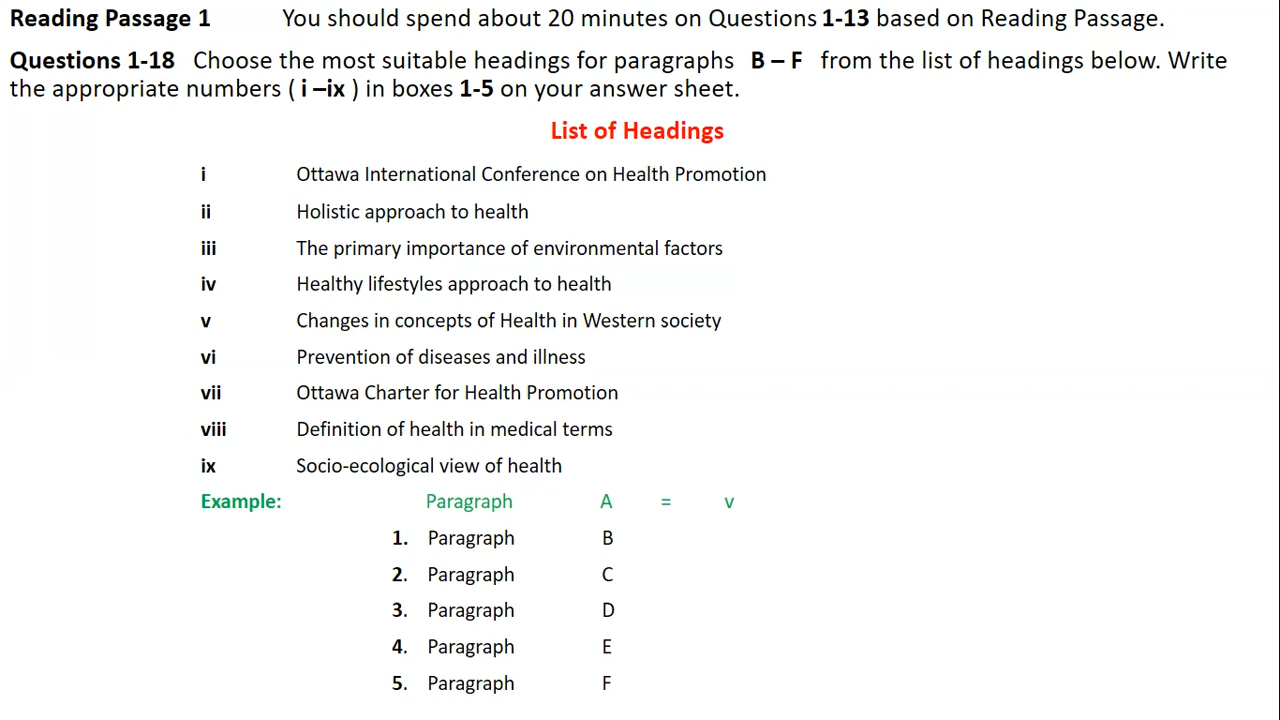 Reading Passage 1 You should spend about 20 minutes on Questions 1-13 based on Reading Passage.
Questions 1-18 Choose the most suitable headings for paragraphs B – F from the list of headings below. Write
the appropriate numbers ( i –ix ) in boxes 1-5 on your answer sheet.
List of Headings
i Ottawa International Conference on Health Promotion
ii Holistic approach to health
iii The primary importance of environmental factors
iv Healthy lifestyles approach to health
v Changes in concepts of Health in Western society
vi Prevention of diseases and illness
vii Ottawa Charter for Health Promotion
viii Definition of health in medical terms
ix Socio-ecological view of health
Example: Paragraph A = v
1. Paragraph B
2. Paragraph C
3. Paragraph D
4. Paragraph E
5. Paragraph F